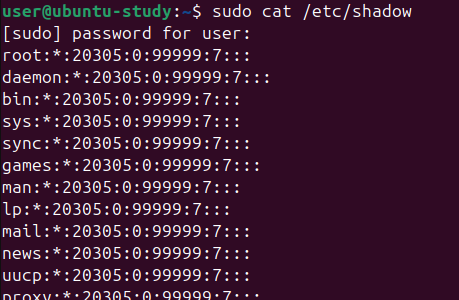 user@ubuntu-study:~$ sudo cat /etc/shadow
[sudo] password for user:
root:*:20305:0:99999:7:::
daemon:*:20305:0:99999:7:::
bin:*:20305:0:99999:7:::
sys:*:20305:0:99999:7:::
sync:*:20305:0:99999:7:::
games:*:20305:0:99999:7:::
man:*:20305:0:99999:7:::
lp:*:20305:0:99999:7:::
mail:*:20305:0:99999:7:::
news:*:20305:0:99999:7:::
uucp:*:20305:0:99999:7:::
proxy:*:20305:0:99999:7:::